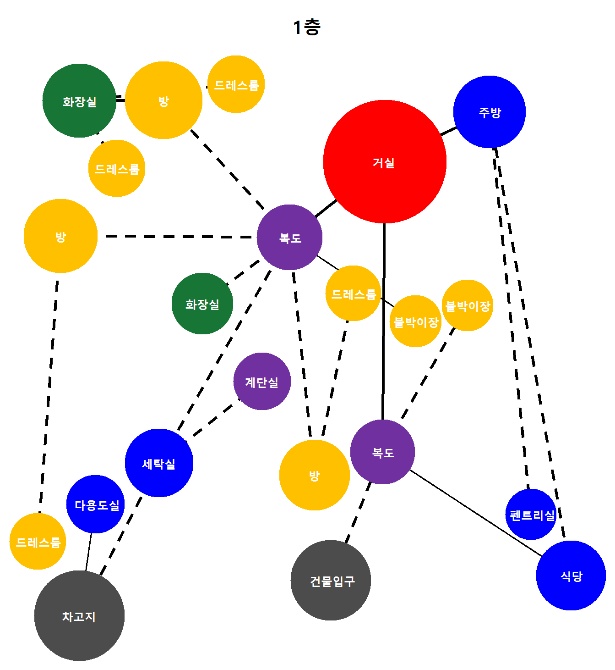 1층
드레스룸
화장실
방
주방
거실
드레스룸
방
복도
드레스룸
화장실
붙박이장
붙박이장
계단실
복도
세탁실
방
다용도실
펜트리실
드레스룸
식당
건물입구
차고지